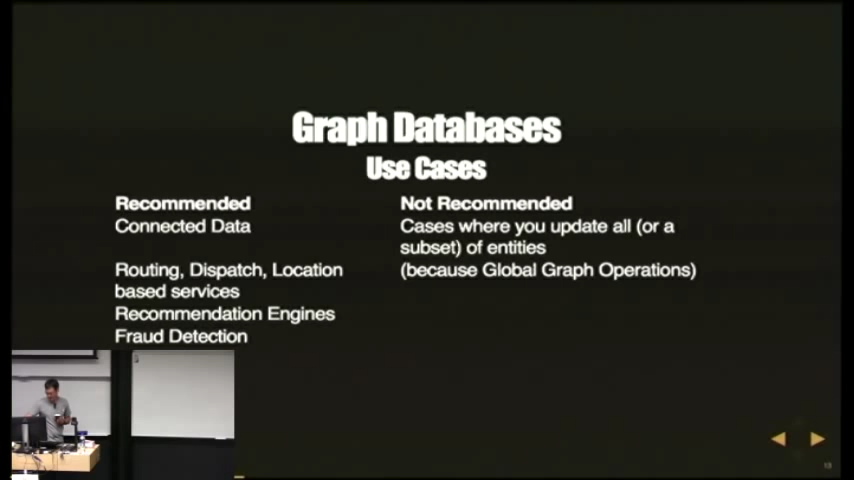 Graph Databases
Use Cases
Recommended
Not Recommended
Connected Data
Cases where you update all (or a
subset) of entities
Routing, Dispatch, Location
(because Global Graph Operations)
based services
Recommendation Engines
Fraud Detection
13